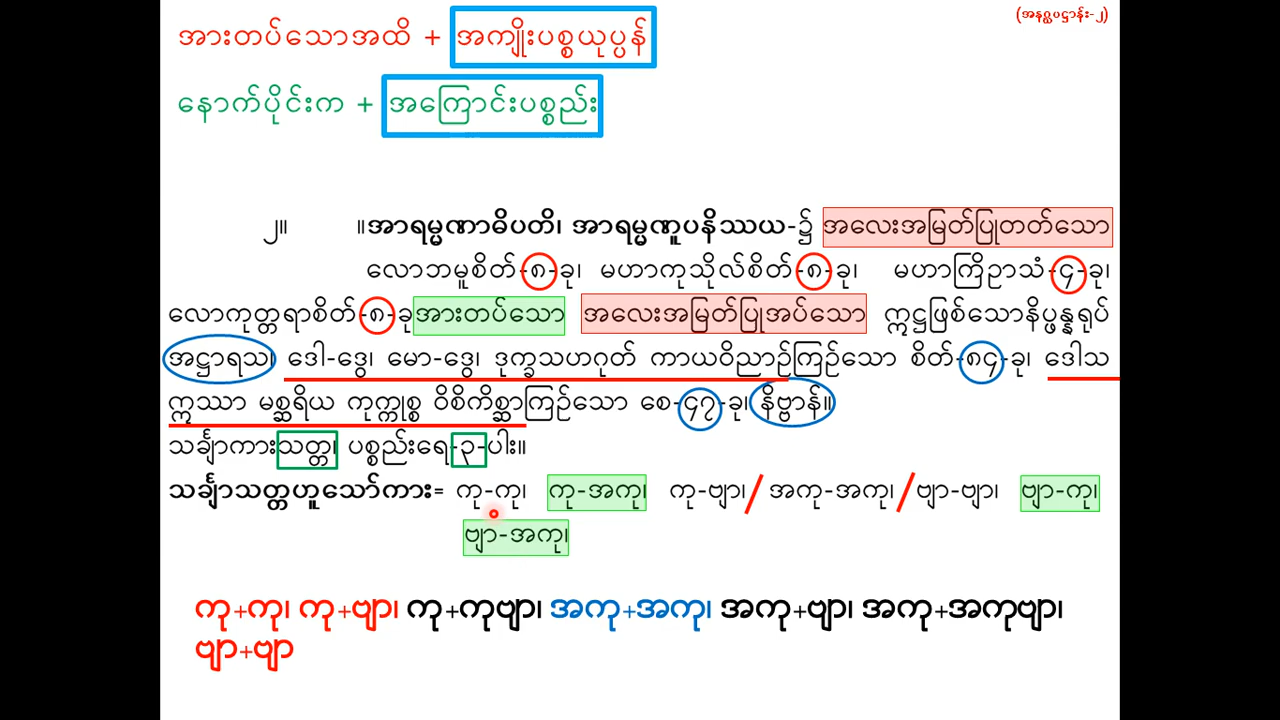 (အနဂ္ဃပဋ္ဌာန်း-၂)
အားတပ်သောအထိ + အကျိုးပစ္စယုပ္ပန်
နောက်ပိုင်းက + အကြောင်းပစ္စည်း
၂။ ။အာရမ္မဏာဓိပတိ၊ အာရမ္မဏူပနိဿယ-၌ အလေးအမြတ်ပြုတတ်သော
လောဘမူစိတ်-၈-ခု၊ မဟာကုသိုလ်စိတ်-၈-ခု၊ မဟာကြိဉာသံ-၄-ခု၊
လောကုတ္တရာစိတ်-၈-ခုအားတပ်သော အလေးအမြတ်ပြုအပ်သော ဣဋ္ဌဖြစ်သောနိပ္ဖန္နရုပ်
အဋ္ဌာရသ၊ ဒေါ-ဒွေ၊ မော-ဒွေ၊ ဒုက္ခသဟဂုတ် ကာယဝိညာဉ်ကြဉ်သော စိတ်-၈၄-ခု၊ ဒေါသ
ဣဿာ မစ္ဆရိယ ကုက္ကုစ္စ ဝိစိကိစ္ဆာကြဉ်သော စေ-၄၇-ခု၊ နိဗ္ဗာန်။
သင်္ချာကားသတ္တ၊ ပစ္စည်းရေ-၃-ပါး။
သင်္ချာသတ္တဟူသော်ကား= ကု-ကု၊ ကု-အကု၊ ကု-ဗျာ၊ / အကု-အကု၊ / ဗျာ-ဗျာ၊ ဗျာ-ကု၊
ဗျာ-အကု၊
ကု+ကု၊ ကု+ဗျာ၊ ကု+ကုဗျာ၊ အကု+အကု၊ အကု+ဗျာ၊ အကု+အကုဗျာ၊
ဗျာ+ဗျာ